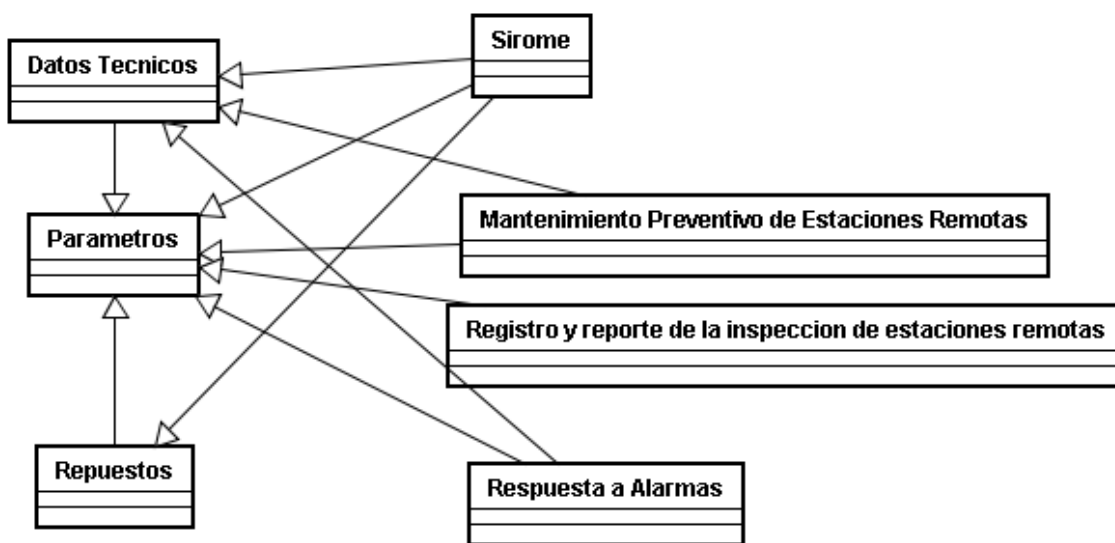 Sirome
Datos Tecnicos
Mantenimiento Preventivo de Estaciones Remotas
Parametros
Registro y reporte de la inspeccion de estaciones remotas
Repuestos
Respuesta a Alarmas